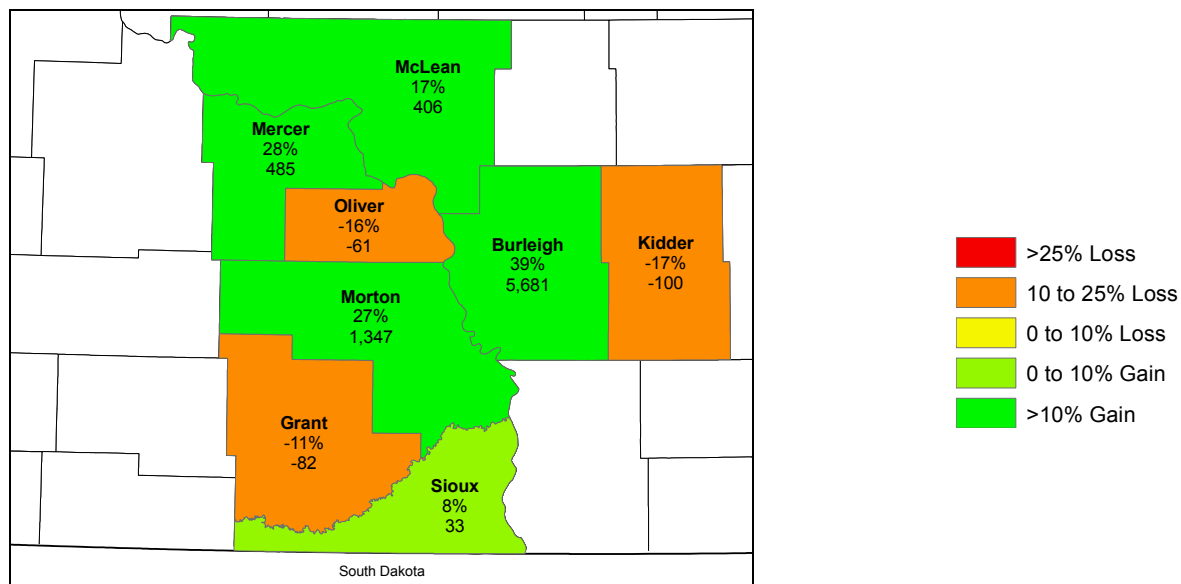 McLean
17%
406
Mercer
28%
485
Oliver
-16%
-61
Burleigh
39%
5,681
Kidder
-17%
-100
Morton
27%
1,347
Grant
-11%
-82
Sioux
8%
33
South Dakota
>25% Loss
10 to 25% Loss
0 to 10% Loss
0 to 10% Gain
>10% Gain